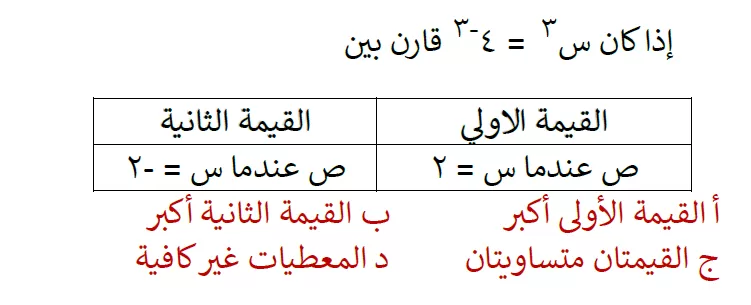 إذا كان س٣ = ٤-٣ قارن بين
القيمة الاولي القيمة الثانية
ص عندما س = ٢ ص عندما س = -٢
أ القيمة الأولى أكبر ب القيمة الثانية أكبر
ج القيمتان متساويتان د المعطيات غير كافية